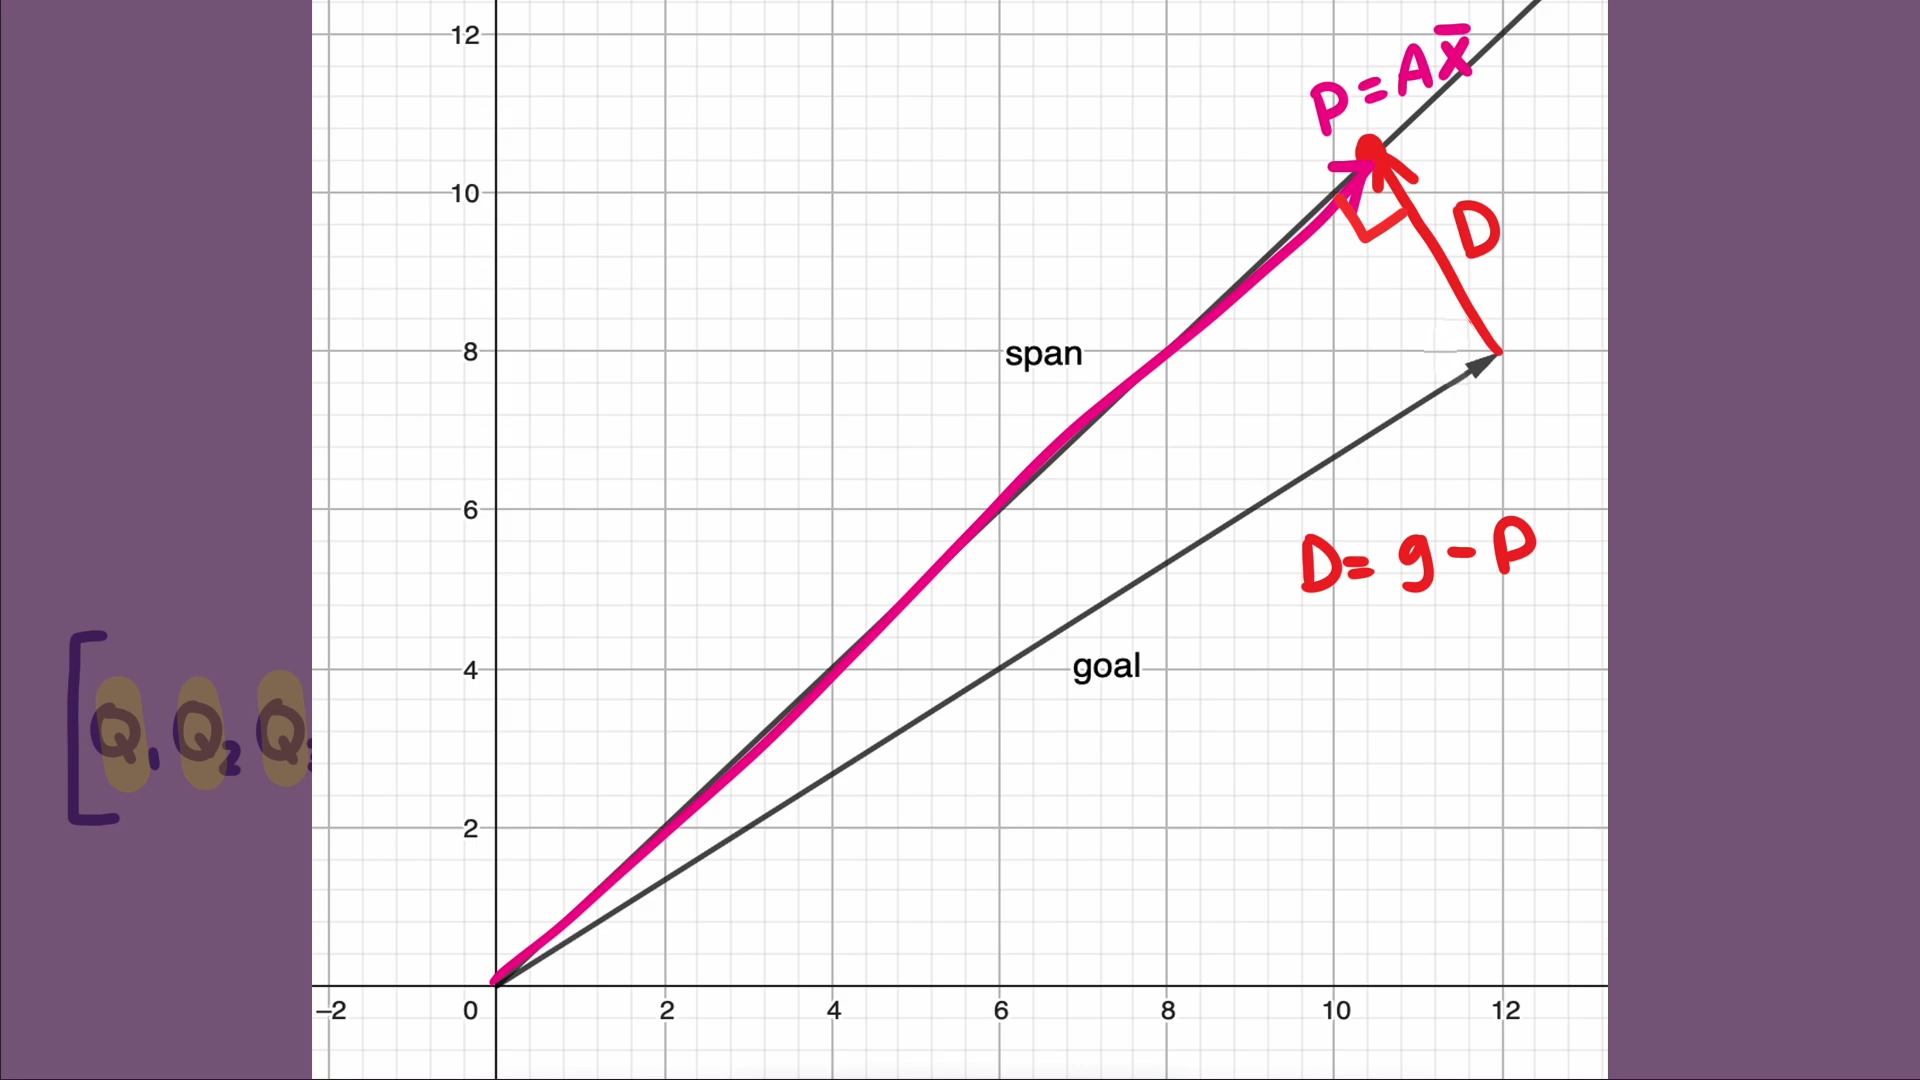 12
P=Ax̄
10
D
8
span
6
D= g-P
4
goal
[Q1 Q2 Q
2
-2 0 2 4 6 8 10 12